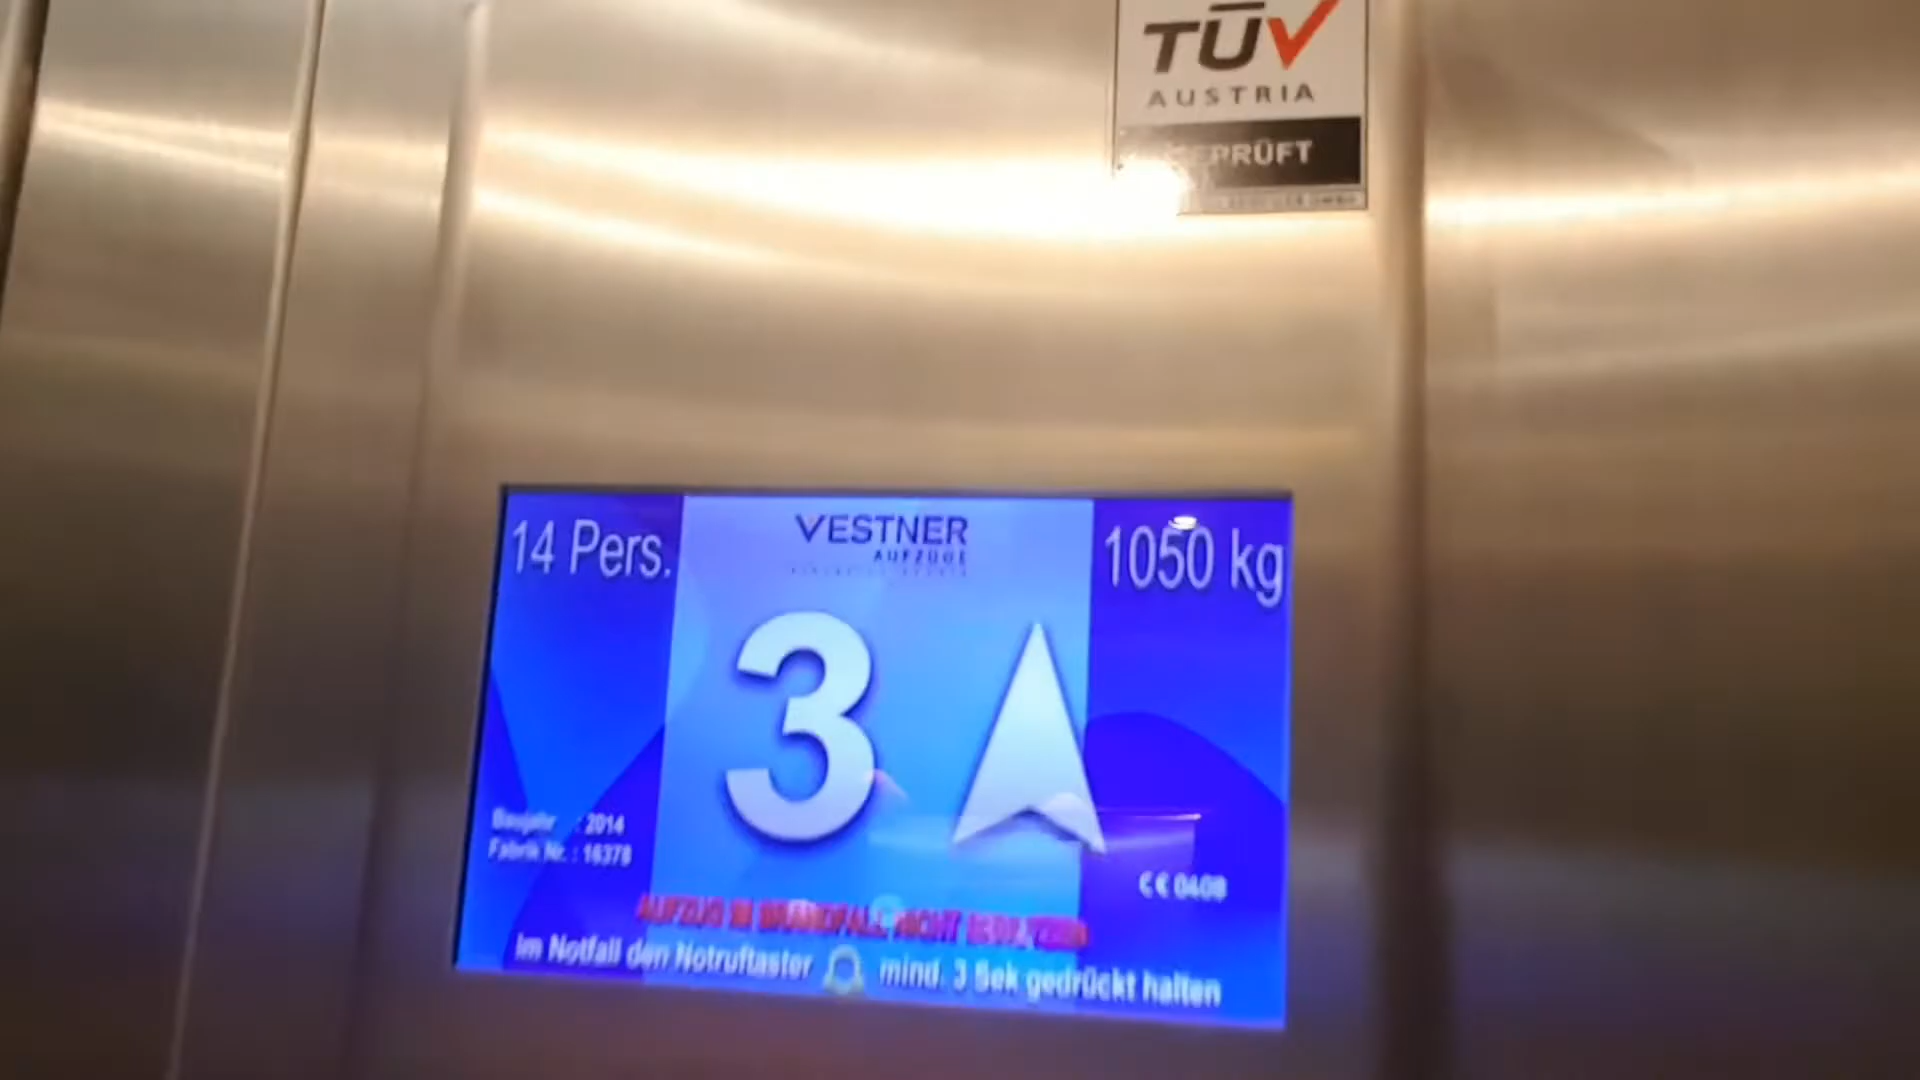 TÜV
AUSTRIA
GEPRÜFT
14 Pers.
VESTNER
AUFZÜGE
1050 kg
3
Baujahr : 2014
Fabrik Nr. : 16378
CE 0408
AUFZUG IM BRANDFALL NICHT BENUTZEN
Im Notfall den Notruftaster mind. 3 Sek gedrückt halten